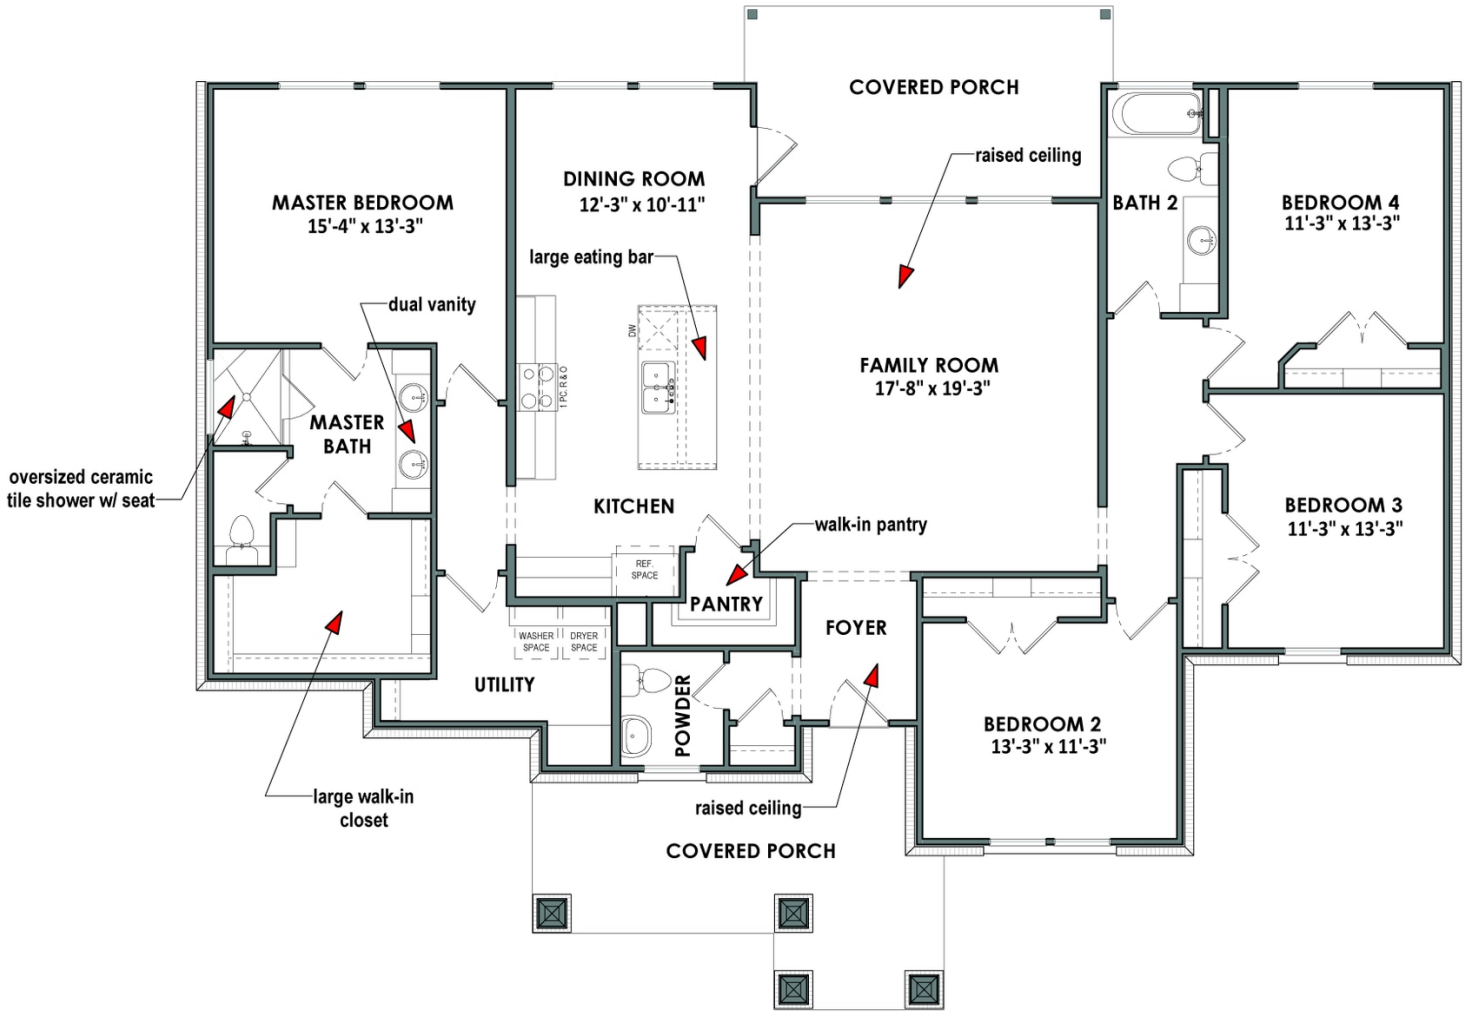 COVERED PORCH
raised ceiling
DINING ROOM
12'-3" x 10'-11"
MASTER BEDROOM
15'-4" x 13'-3"
BATH 2
BEDROOM 4
11'-3" x 13'-3"
large eating bar
dual vanity
DW
FAMILY ROOM
17'-8" x 19'-3"
1 PC. R & O
MASTER
BATH
oversized ceramic
tile shower w/ seat
KITCHEN
BEDROOM 3
11'-3" x 13'-3"
walk-in pantry
REF.
SPACE
PANTRY
FOYER
WASHER
SPACE
DRYER
SPACE
UTILITY
POWDER
BEDROOM 2
13'-3" x 11'-3"
large walk-in
closet
raised ceiling
COVERED PORCH